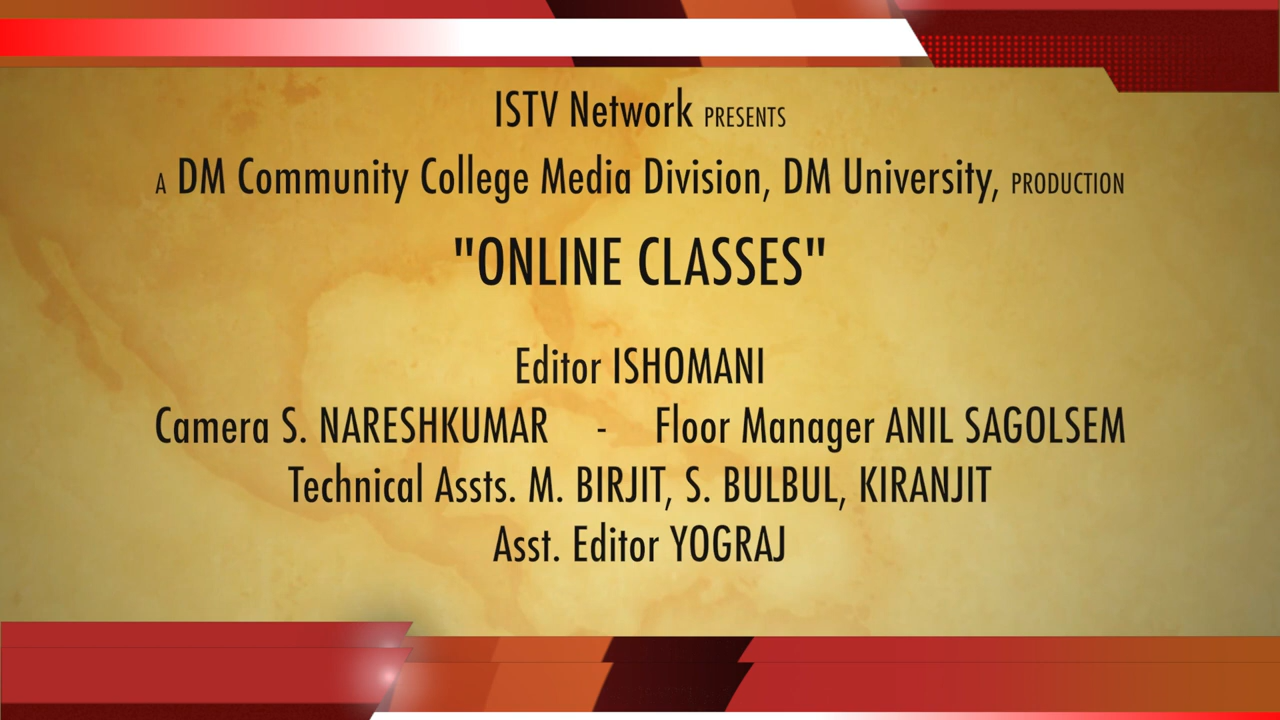 ISTV Network PRESENTS
A DM Community College Media Division, DM University, PRODUCTION
"ONLINE CLASSES"
Editor ISHOMANI
Camera S. NARESHKUMAR - Floor Manager ANIL SAGOLSEM
Technical Assts. M. BIRJIT, S. BULBUL, KIRANJIT
Asst. Editor YOGRAJ